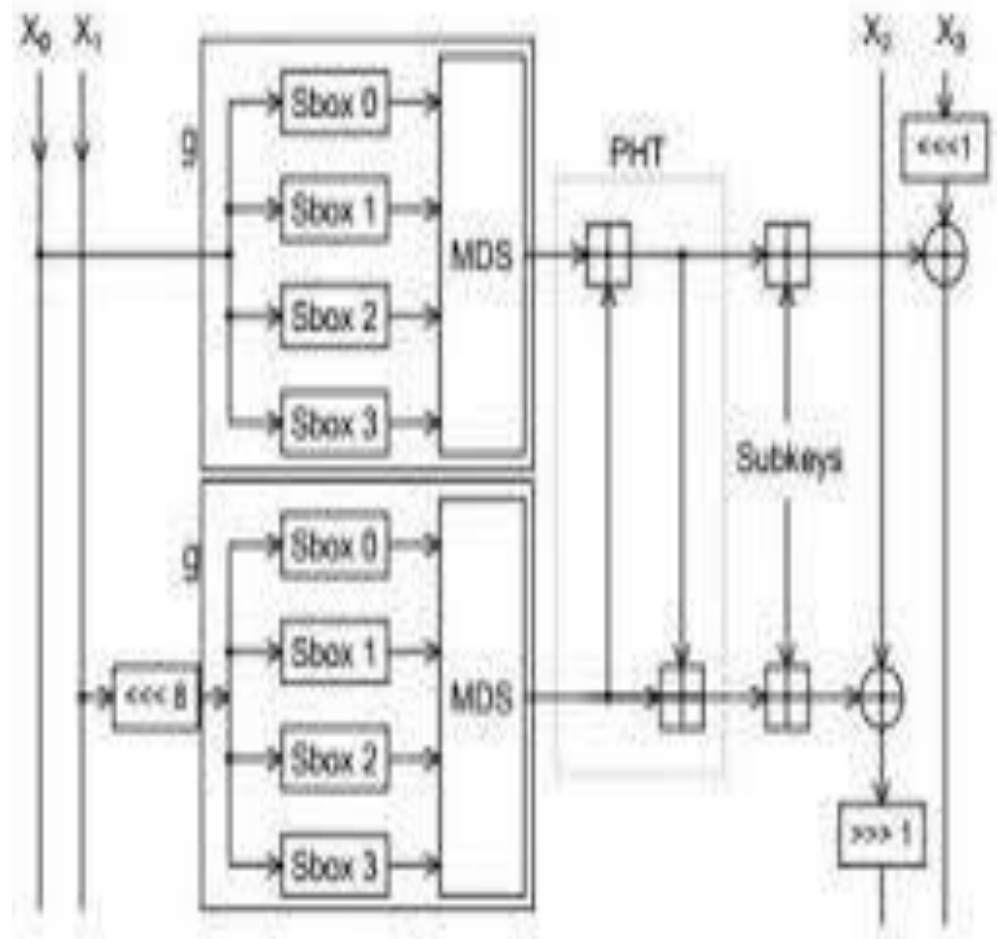 X₀ X₁ X₂ X₃
<<<1
g
Sbox 0
Sbox 1
Sbox 2
Sbox 3
MDS
PHT
Subkeys
g
Sbox 0
Sbox 1
Sbox 2
Sbox 3
MDS
<<< 8
>>> 1